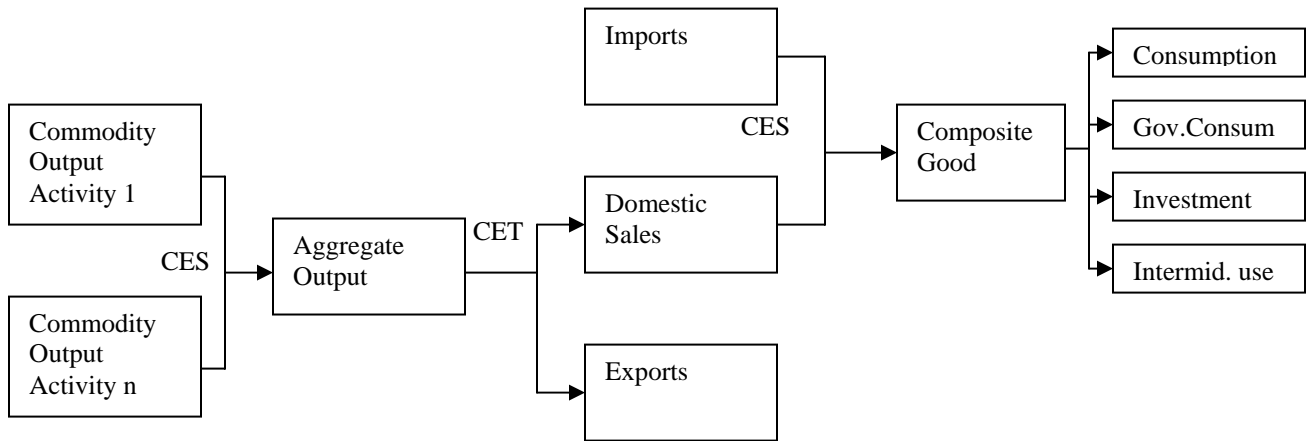 Commodity
Output
Activity 1
CES
Commodity
Output
Activity n
Aggregate
Output
CET
Imports
Domestic
Sales
Exports
CES
Composite
Good
Consumption
Gov.Consum
Investment
Intermid. use